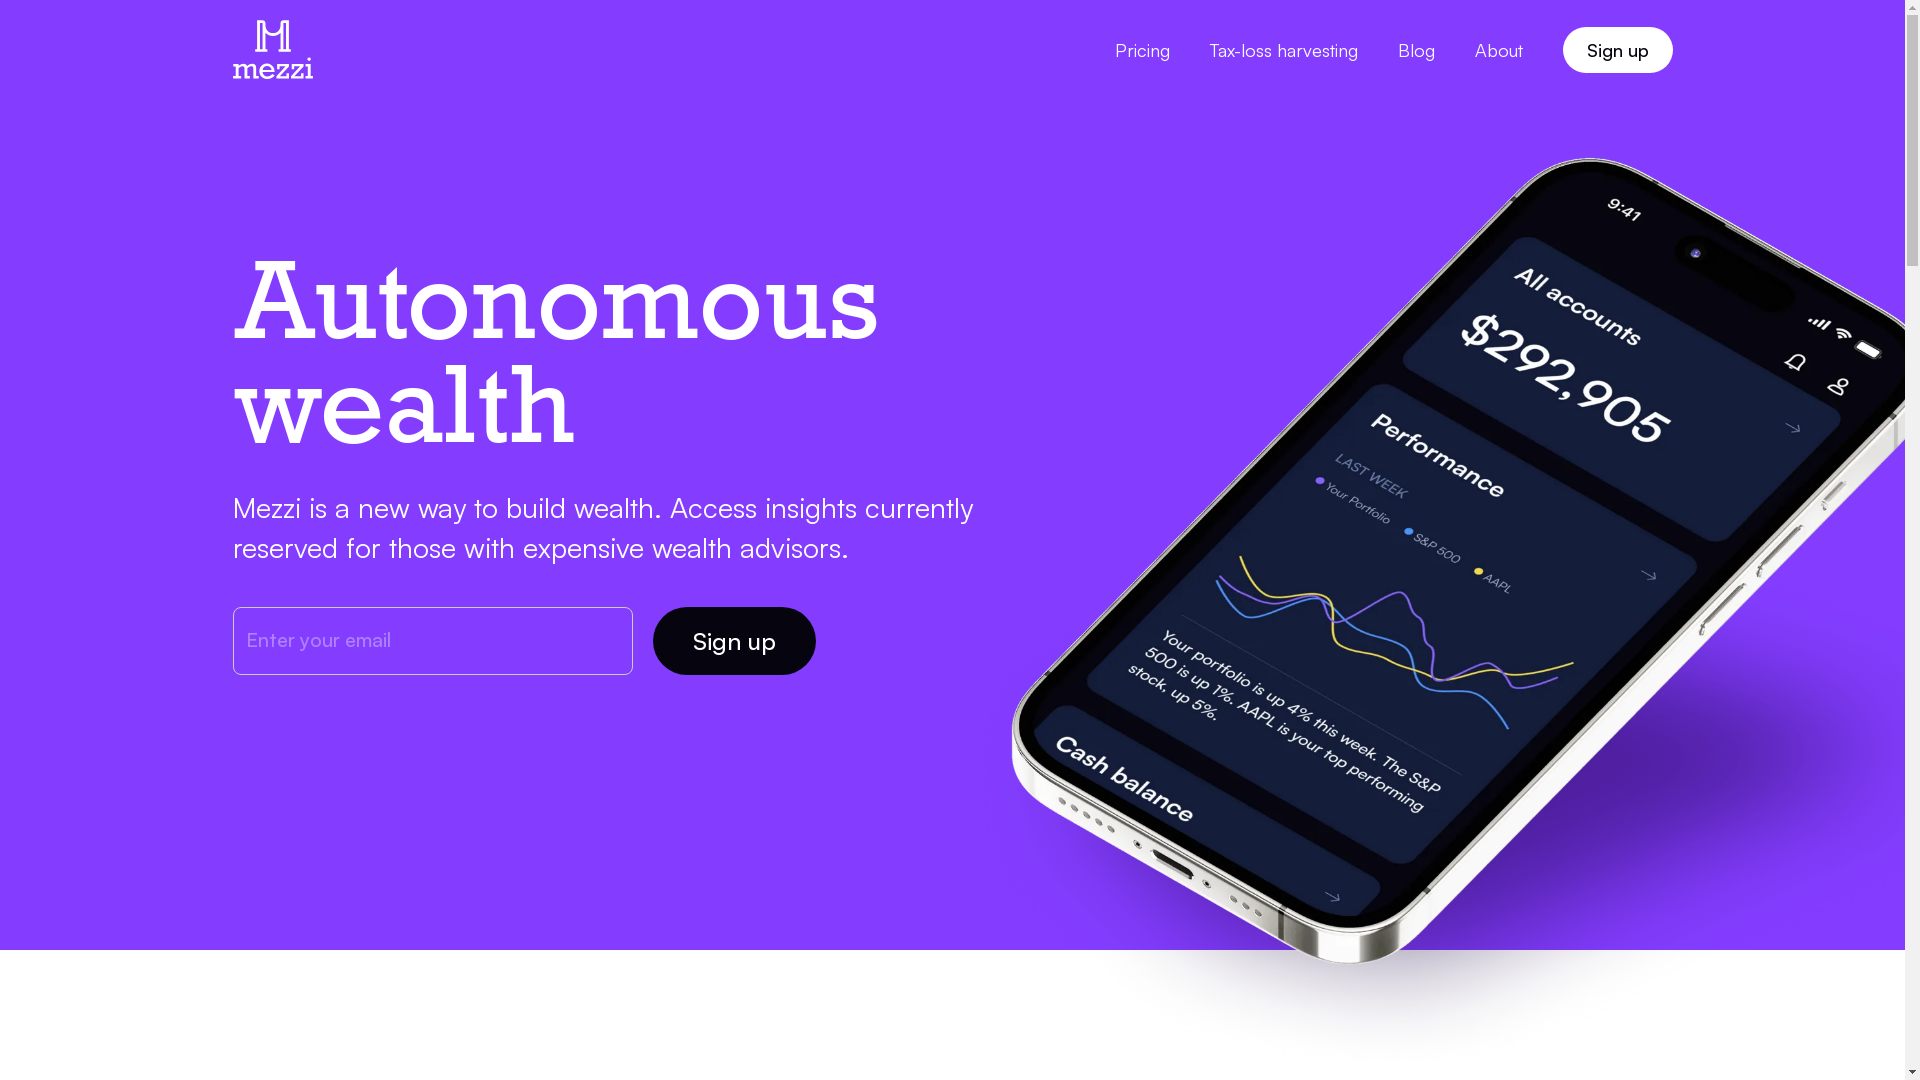 mezzi
Pricing
Tax-loss harvesting
Blog
About
Sign up
Autonomous
wealth
Mezzi is a new way to build wealth. Access insights currently
reserved for those with expensive wealth advisors.
Enter your email
Sign up
9:41
All accounts
$292,905
Performance
LAST WEEK
Your Portfolio
S&P 500
AAPL
Your portfolio is up 4% this week. The S&P
500 is up 1%. AAPL is your top performing
stock, up 5%.
Cash balance